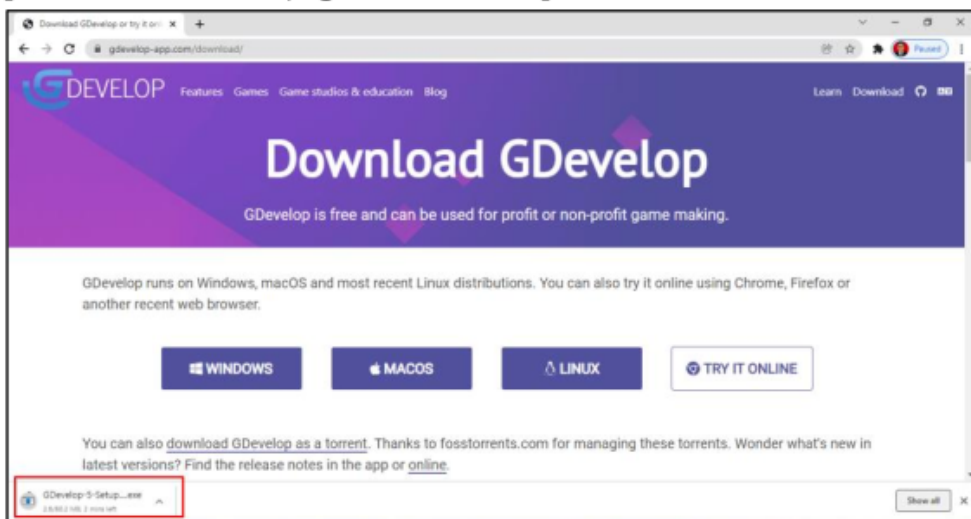 Download GDevelop or try it onli
gdevelop-app.com/download/
Paused
GDEVELOP Features Games Game studios & education Blog Learn Download
Download GDevelop
GDevelop is free and can be used for profit or non-profit game making.
GDevelop runs on Windows, macOS and most recent Linux distributions. You can also try it online using Chrome, Firefox or
another recent web browser.
WINDOWS MACOS LINUX TRY IT ONLINE
You can also download GDevelop as a torrent. Thanks to fosstorrents.com for managing these torrents. Wonder what's new in
latest versions? Find the release notes in the app or online.
GDevelop-5-Setup....exe Show all
2 mins left